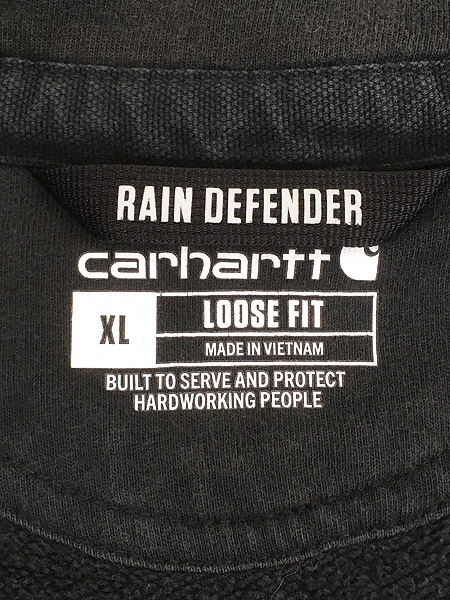 RAIN DEFENDER
carhartt
XL
LOOSE FIT
MADE IN VIETNAM
BUILT TO SERVE AND PROTECT
HARDWORKING PEOPLE